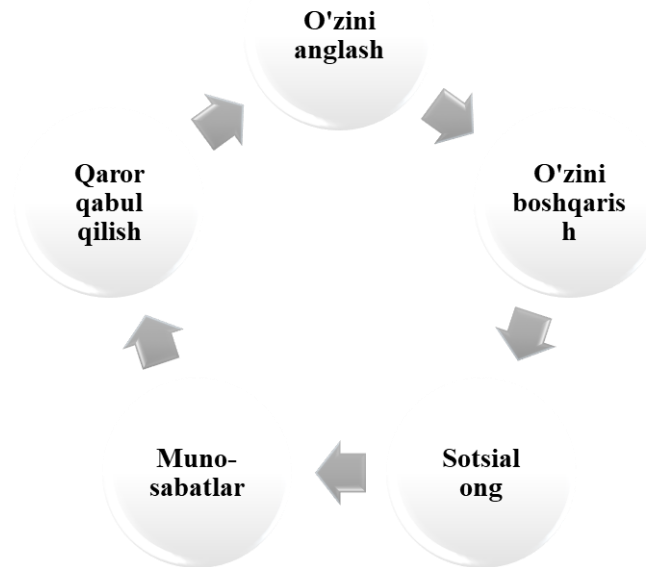 O'zini
anglash
O'zini
boshqaris
h
Sotsial
ong
Muno-
sabatlar
Qaror
qabul
qilish